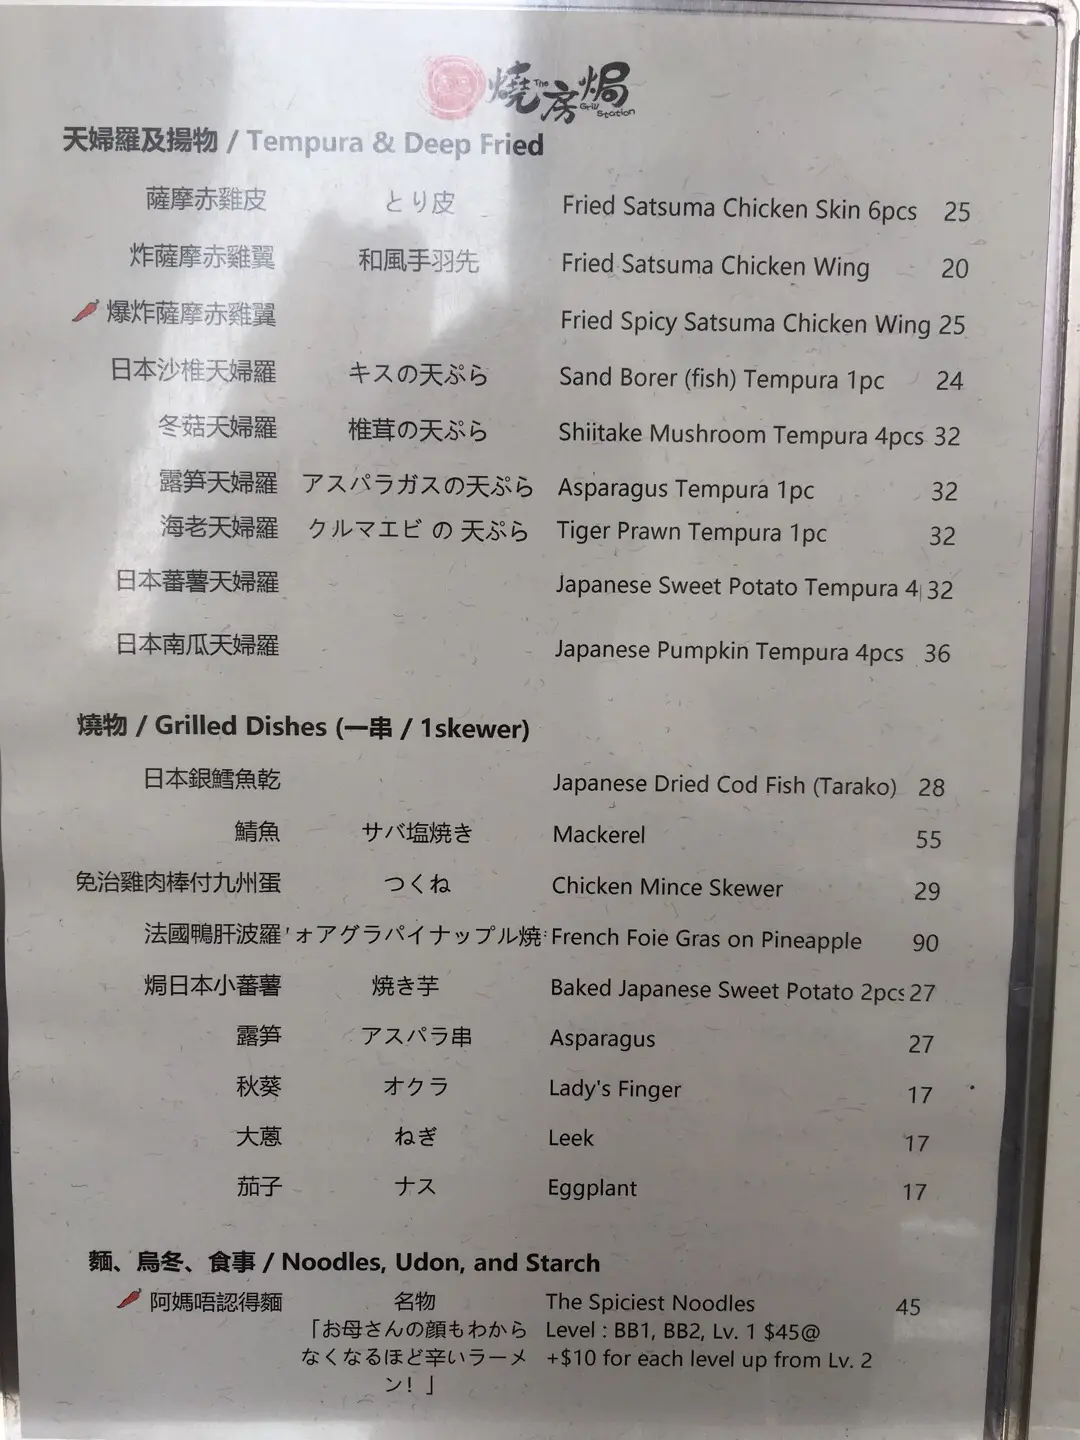 燒房焗
The Grill Station
天婦羅及揚物 / Tempura & Deep Fried
薩摩赤雞皮 とり皮 Fried Satsuma Chicken Skin 6pcs 25
炸薩摩赤雞翼 和風手羽先 Fried Satsuma Chicken Wing 20
爆炸薩摩赤雞翼 Fried Spicy Satsuma Chicken Wing 25
日本沙椎天婦羅 キスの天ぷら Sand Borer (fish) Tempura 1pc 24
冬菇天婦羅 椎茸の天ぷら Shiitake Mushroom Tempura 4pcs 32
露笋天婦羅 アスパラガスの天ぷら Asparagus Tempura 1pc 32
海老天婦羅 クルマエビ の 天ぷら Tiger Prawn Tempura 1pc 32
日本蕃薯天婦羅 Japanese Sweet Potato Tempura 4 32
日本南瓜天婦羅 Japanese Pumpkin Tempura 4pcs 36
燒物 / Grilled Dishes (一串 / 1skewer)
日本銀鱈魚乾 Japanese Dried Cod Fish (Tarako) 28
鯖魚 サバ塩焼き Mackerel 55
免治雞肉棒付九州蛋 つくね Chicken Mince Skewer 29
法國鴨肝波羅 ォアグラパイナップル焼 French Foie Gras on Pineapple 90
焗日本小蕃薯 焼き芋 Baked Japanese Sweet Potato 2pcs 27
露笋 アスパラ串 Asparagus 27
秋葵 オクラ Lady's Finger 17
大蔥 ねぎ Leek 17
茄子 ナス Eggplant 17
麵、烏冬、食事 / Noodles, Udon, and Starch
阿媽唔認得麵 名物 The Spiciest Noodles 45
「お母さんの顔もわから Level : BB1, BB2, Lv. 1 $45@
なくなるほど辛いラーメ +$10 for each level up from Lv. 2
ン! 」